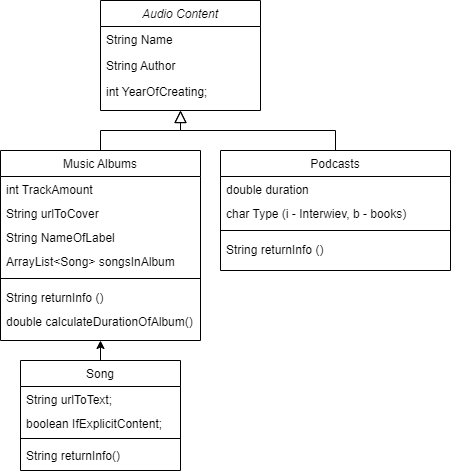 Audio Content
String Name
String Author
int YearOfCreating;
Music Albums
int TrackAmount
String urlToCover
String NameOfLabel
ArrayList<Song> songsInAlbum
String returnInfo ()
double calculateDurationOfAlbum()
Podcasts
double duration
char Type (i - Interwiev, b - books)
String returnInfo ()
Song
String urlToText;
boolean IfExplicitContent;
String returnInfo()